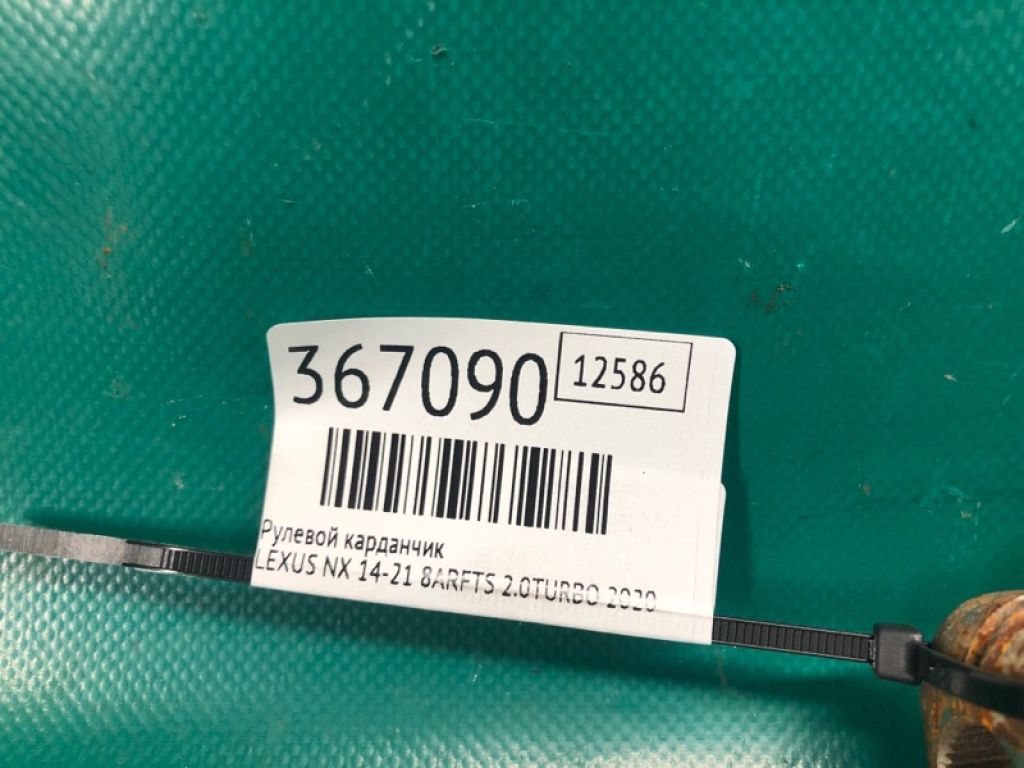 367090
12586
Рулевой карданчик
LEXUS NX 14-21 8ARFTS 2.0TURBO 2020